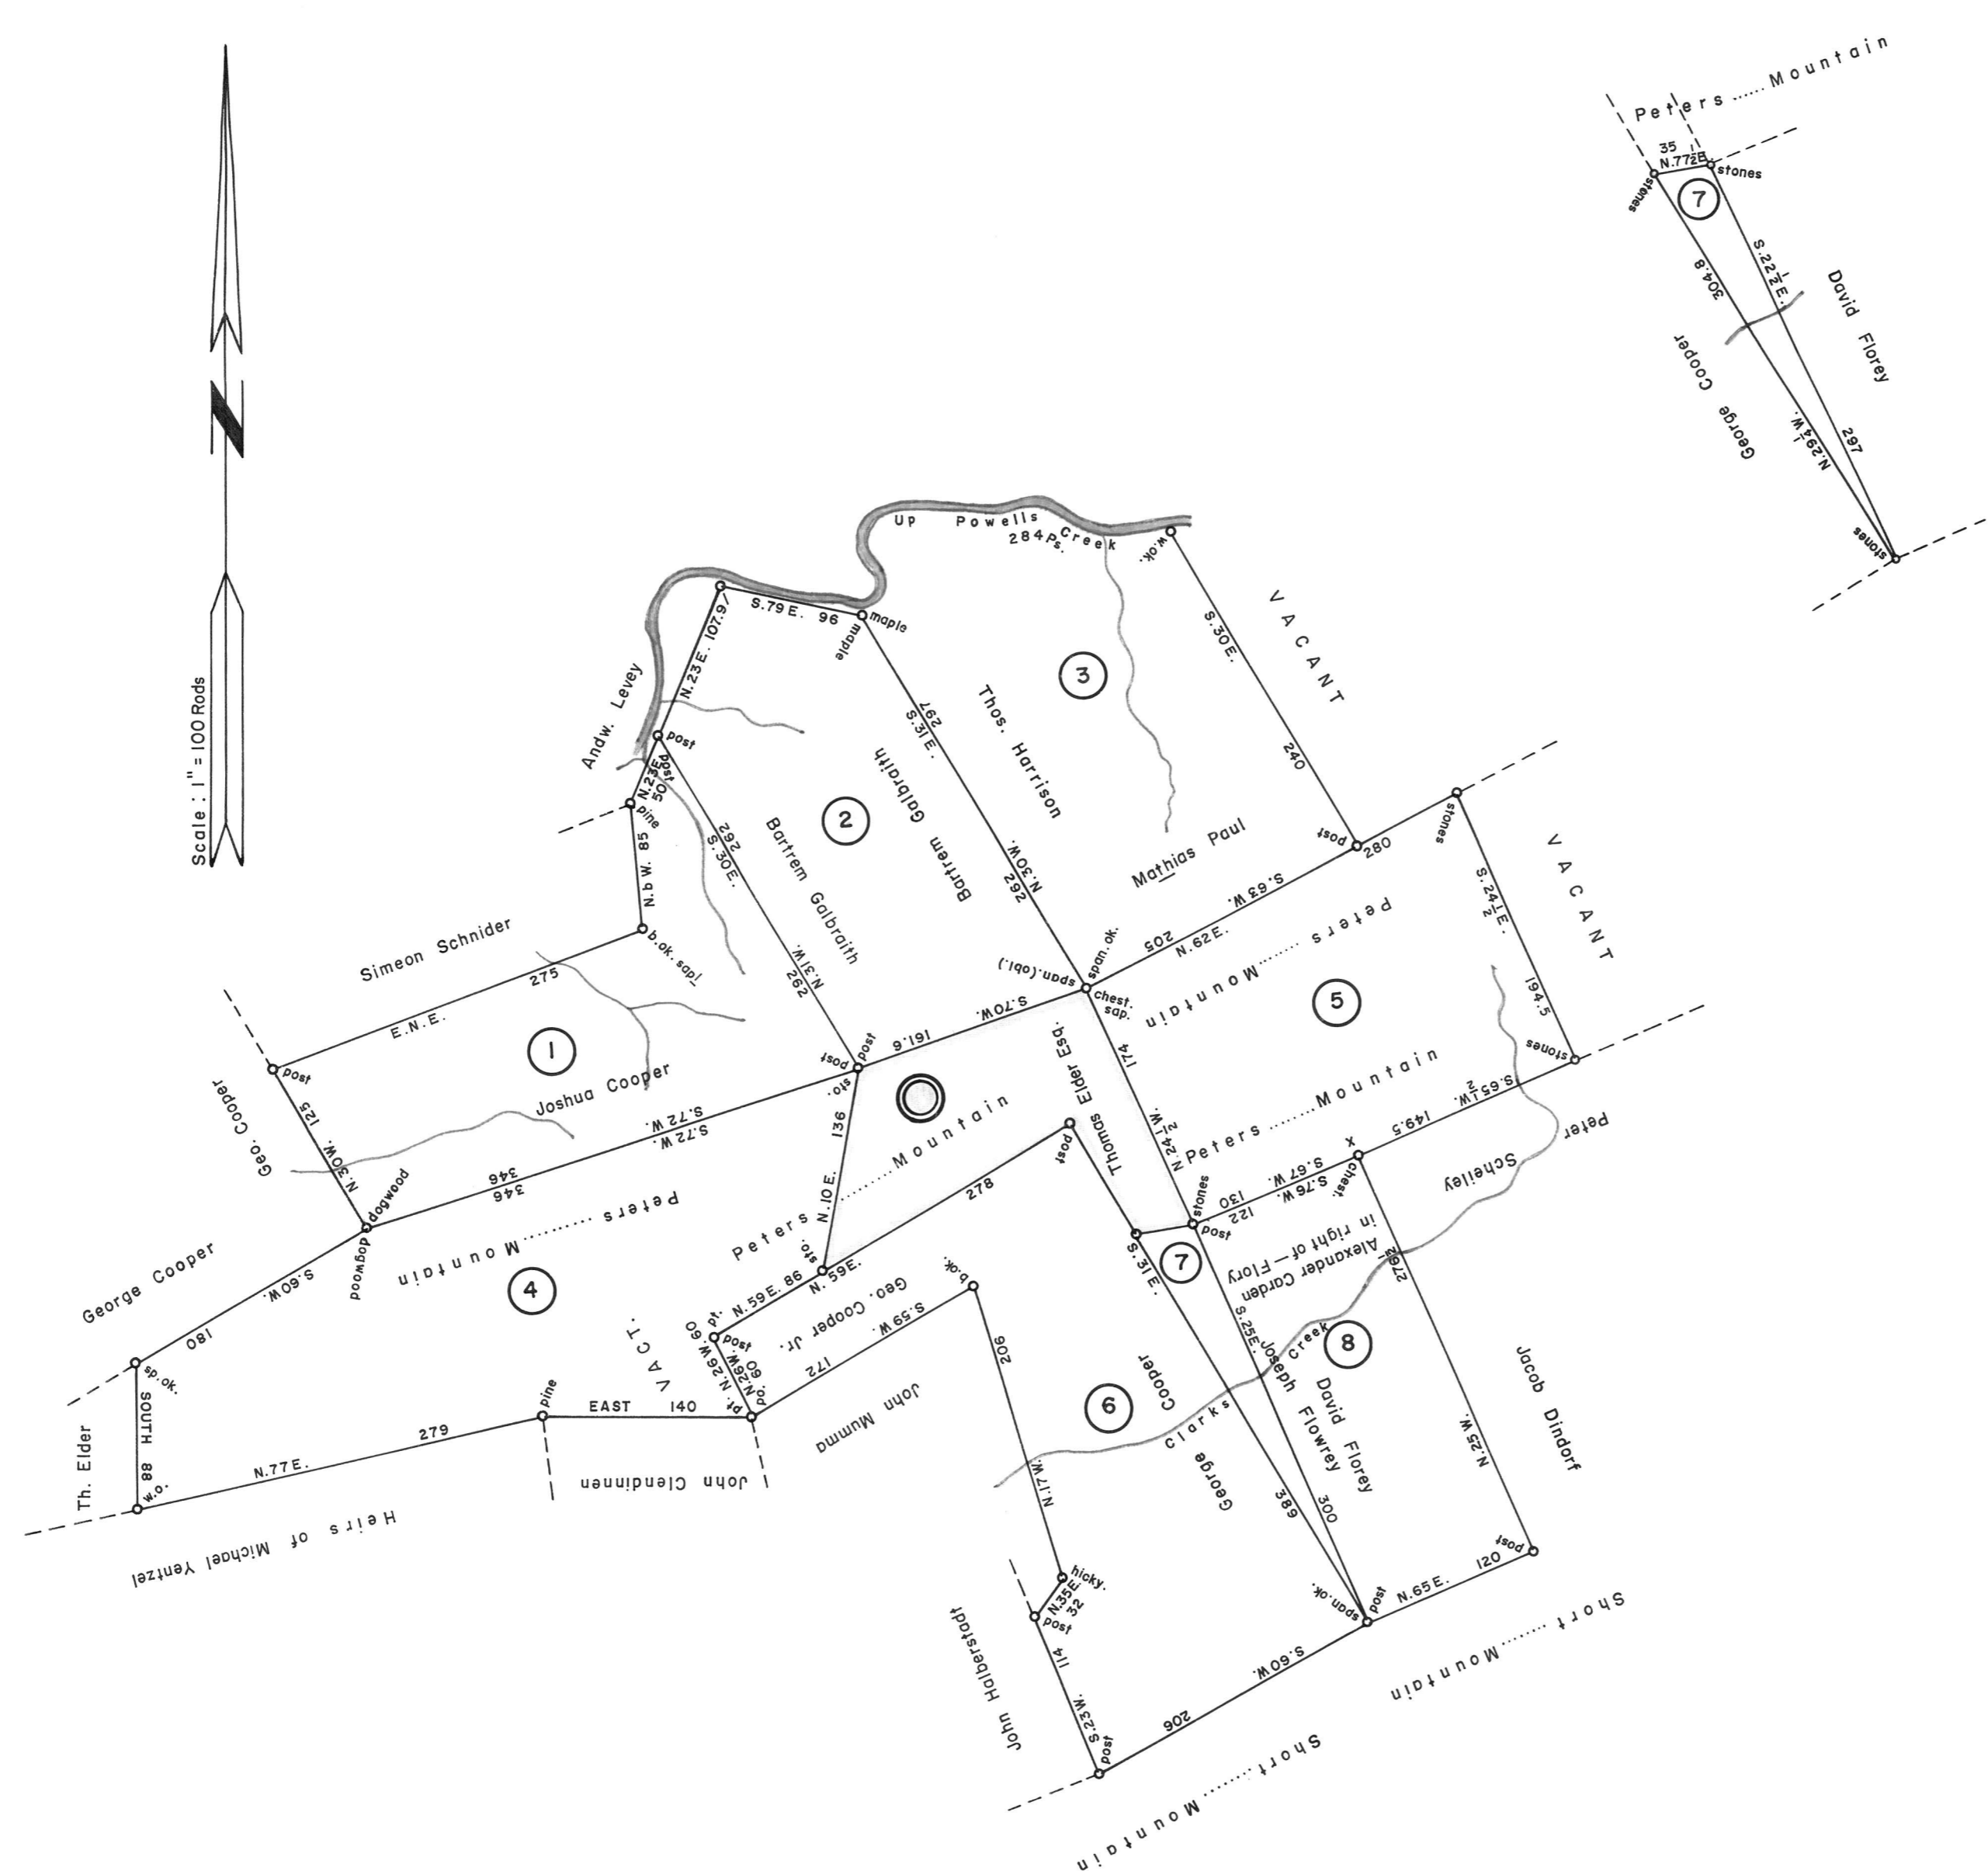 Scale : 1" = 100 Rods
N
Peters ...... Mountain
35
N.77½E.
stones
stones
7
S.22½E.
297
304.8
N.29¼W.
David Florey
George Cooper
stones
Up Powells Creek
284 Ps.
w.ok.
VACANT
S.30E.
240
3
Thos. Harrison
Mathias Paul
maple
maple
S.79E. 96
N.23E. 107.9
Andw. Levey
post
post
N.23E.
50
pine
N.bW. 85
b.ok. sapl
2
Bartrem Galbraith
Bartrem Galbraith
297
S.31E.
N.30W.
262
262
S.30E.
N.31W.
262
Simeon Schnider
275
E.N.E.
1
Joshua Cooper
Geo. Cooper
post
125
N.30W.
dogwood
dogwood
S.72W.
S.72W.
346
346
post
post
sto.
S.70W.
161.6
span.(obl.)
span.ok.
chest. sap.
post
280
S.63W.
205
N.62E.
stones
VACANT
S.24½E.
194.5
stones
Peters ...... Mountain
5
Peters ....... Mountain
S.65½W.
149.5
X
chest.
S.67W.
130
S.76W.
122
stones
post
174
N.24½W.
Thomas Elder Esq.
136
N.10E.
Peters ......... Mountain
post
278
N.59E.
sto.
N.59E. 86
pt.
post
N.26W. 60
N.26W.
60
pt.
po.
Geo. Cooper Jr.
S.59W.
172
b.ok.
John Mumma
206
N.17W.
hicky.
N.35E.
32
post
114
S.23W.
post
John Halberstadt
George Cooper
S.60W.
180
sp.ok.
SOUTH 88
Th. Elder
w.o.
N.77E.
279
pine
EAST 140
VACT.
4
Peters ......... Mountain
John Clendinnen
Heirs of Michael Yentzel
7
S.31E.
389
6
George Cooper
Clarks Creek
S.25E.
300
Joseph Flowrey
David Florey
8
Alexander Carden
in right of — Flory
Peter Scheiley
276½
N.25W.
Jacob Dindorf
post
120
N.65E.
post
span.ok.
S.60W.
206
Short ....... Mountain
Short ....... Mountain